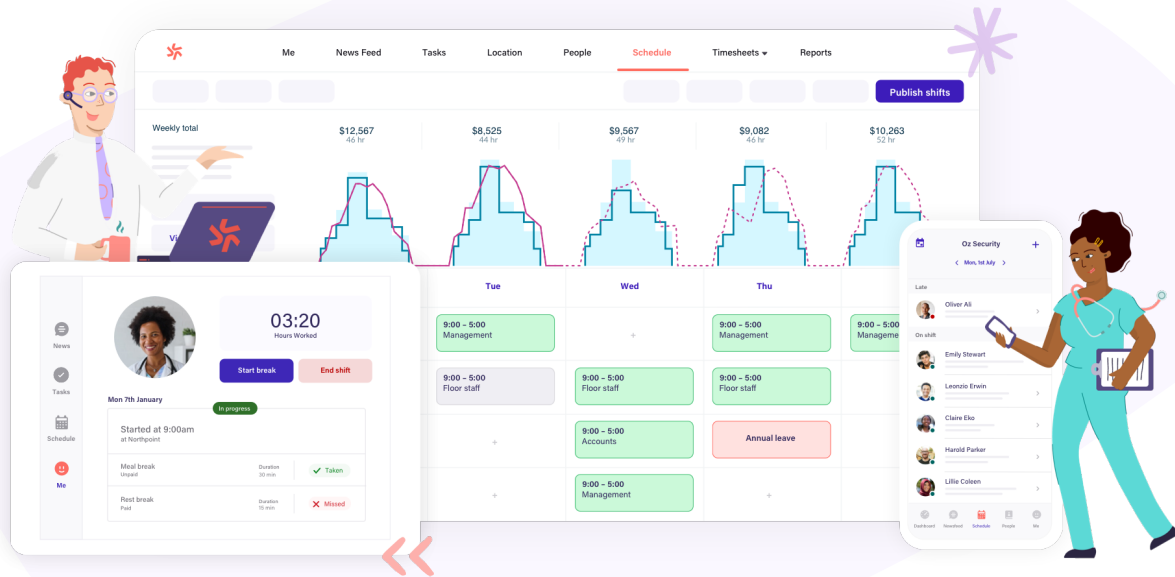 Me
News Feed
Tasks
Location
People
Schedule
Timesheets
Reports
Publish shifts
Weekly total
$12,567
46 hr
$8,525
44 hr
$9,567
49 hr
$9,082
46 hr
$10,263
52 hr
Tue
Wed
Thu
9:00 – 5:00
Management
9:00 – 5:00
Management
9:00 – 5:00
9:00 – 5:00
Floor staff
9:00 – 5:00
Floor staff
9:00 – 5:00
Floor staff
9:00 – 5:00
Accounts
Annual leave
9:00 – 5:00
Management
News
Tasks
Schedule
Me
03:20
Hours Worked
Start break
End shift
Mon 7th January
In progress
Started at 9:00am
at Northpoint
Meal break
Unpaid
Duration
30 min
Taken
Rest break
Paid
Duration
15 min
Missed
Oz Security
Mon, 1st July
Late
Oliver Ali
On shift
Emily Stewart
Leonzio Erwin
Claire Eko
Harold Parker
Lillie Coleen
Dashboard
Newsfeed
Schedule
People
Me